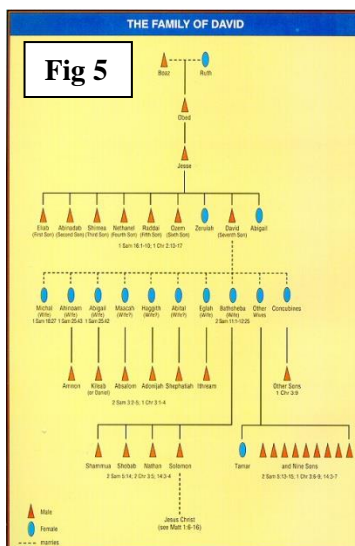 THE FAMILY OF DAVID
Fig 5
Boaz Ruth
Obed
Jesse
Eliab Abinadab Shimea Nethanel Raddai Ozem Zeruiah David Abigail
(First Son) (Second Son) (Third Son) (Fourth Son) (Fifth Son) (Sixth Son) (Seventh Son)
1 Sam 16:1-10; 1 Chr 2:13-17
Michal Ahinoam Abigail Maacah Haggith Abital Eglah Bathsheba Other Concubines
(Wife) (Wife) (Wife) (Wife?) (Wife?) (Wife?) (Wife) (Wife) Wives
1 Sam 18:27 1 Sam 25:43 1 Sam 25:42 2 Sam 11:1-12:25
Amnon Kileab Absalom Adonijah Shephatiah Ithream Other Sons
(or Daniel) 1 Chr 3:9
2 Sam 3:2-5; 1 Chr 3:1-4
Shammua Shobab Nathan Solomon Tamar and Nine Sons
2 Sam 5:14; 2 Chr 3:5; 14:3-4 2 Sam 5:13-15; 1 Chr 3:6-9; 14:3-7
Jesus Christ
(see Matt 1:6-16)
Male
Female
marries